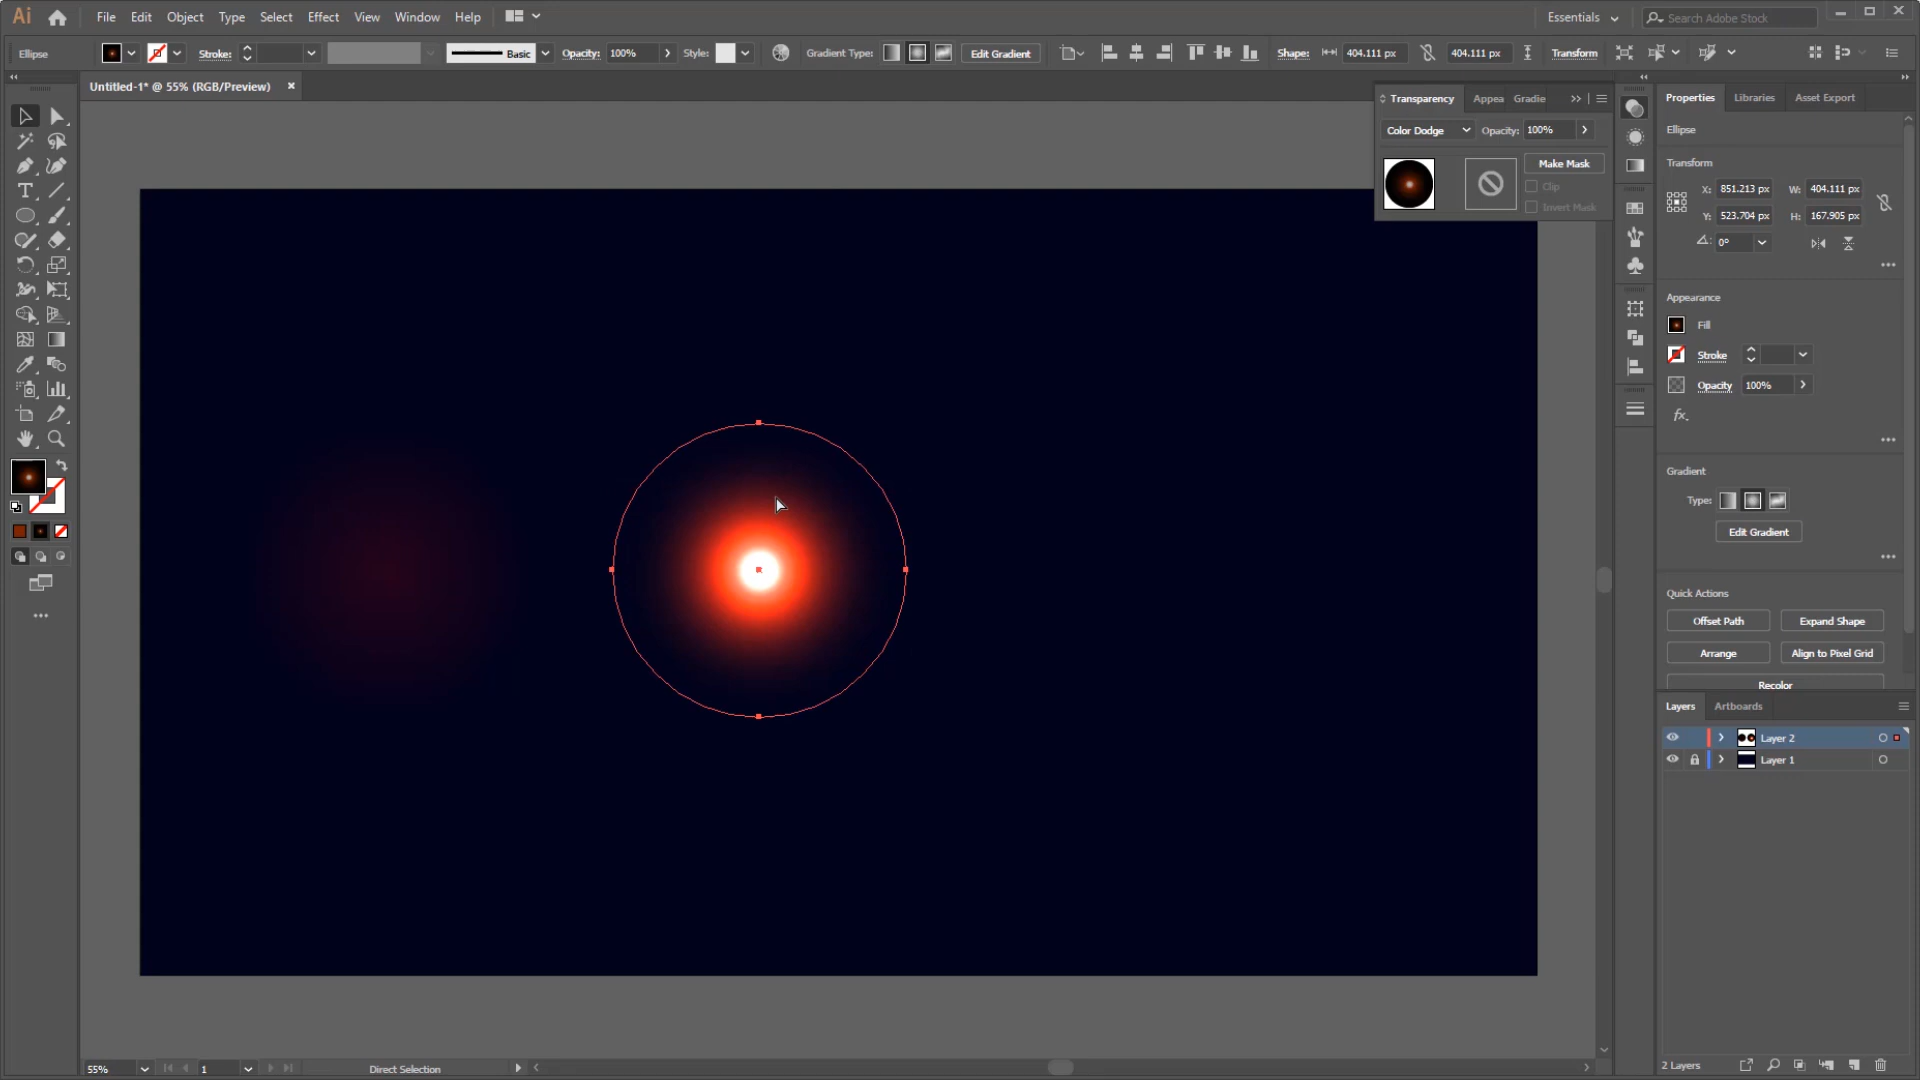 Ai File Edit Object Type Select Effect View Window Help Essentials Search Adobe Stock
Ellipse Stroke: Basic Opacity: 100% Style: Gradient Type: Edit Gradient Shape: 404.111 px 404.111 px Transform
Untitled-1* @ 55% (RGB/Preview) ×
Transparency Appea Gradie
Color Dodge Opacity: 100%
Make Mask
Clip
Invert Mask
Properties Libraries Asset Export
Ellipse
Transform
X: 851.213 px W: 404.111 px
Y: 523.704 px H: 167.905 px
0°
Appearance
Fill
Stroke
Opacity 100%
fx.
Gradient
Type:
Edit Gradient
Quick Actions
Offset Path Expand Shape
Arrange Align to Pixel Grid
Recolor
Layers Artboards
Layer 2
Layer 1
2 Layers
55% 1 Direct Selection